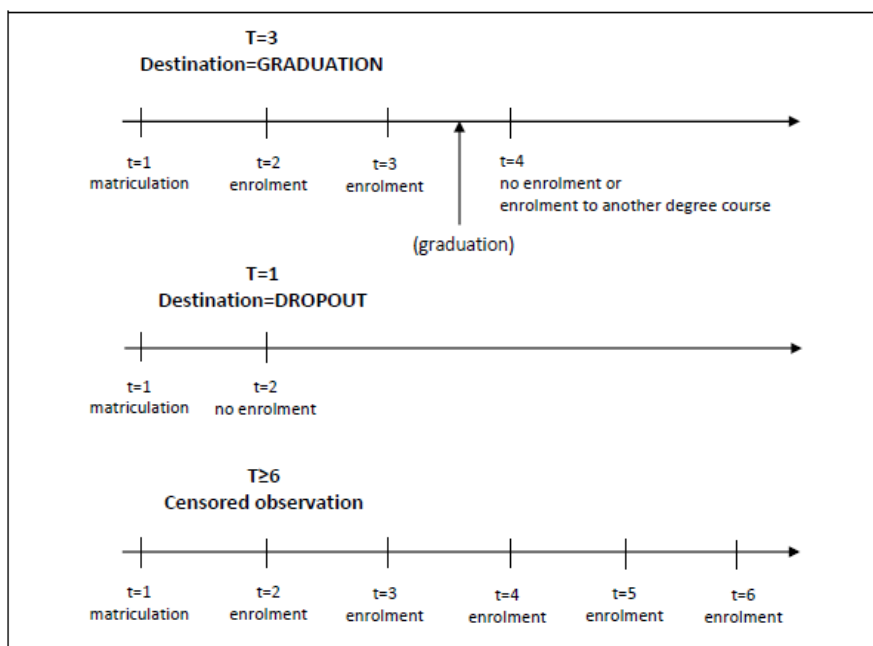 T=3
Destination=GRADUATION
t=1 t=2 t=3 t=4
matriculation enrolment enrolment no enrolment or
enrolment to another degree course
(graduation)
T=1
Destination=DROPOUT
t=1 t=2
matriculation no enrolment
T≥6
Censored observation
t=1 t=2 t=3 t=4 t=5 t=6
matriculation enrolment enrolment enrolment enrolment enrolment